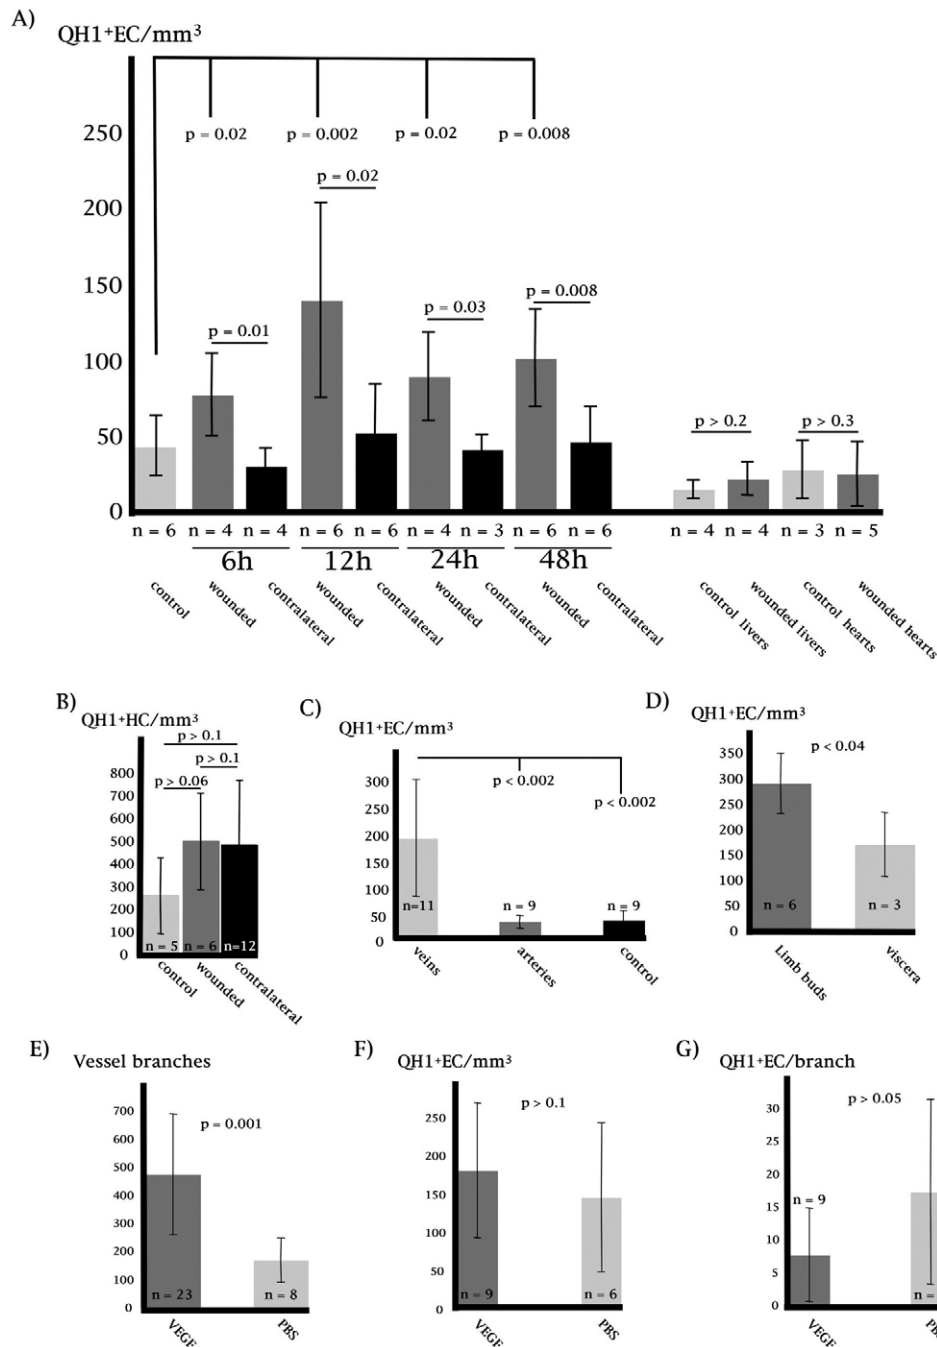 A)
QH1+EC/mm³
250
200
150
100
50
0
p = 0.02 p = 0.002 p = 0.02 p = 0.008
p = 0.01 p = 0.02 p = 0.03 p = 0.008
p > 0.2 p > 0.3
n = 6 n = 4 n = 4 n = 6 n = 6 n = 4 n = 3 n = 6 n = 6 n = 4 n = 4 n = 3 n = 5
6h 12h 24h 48h
control wounded contralateral wounded contralateral wounded contralateral wounded contralateral control livers wounded livers control hearts wounded hearts
B)
QH1+HC/mm³
p > 0.1
p > 0.1
p > 0.06
800
700
600
500
400
300
200
100
0
n = 5 n = 6 n=12
control wounded contralateral
C)
QH1+EC/mm³
300
250
200
150
100
50
0
p < 0.002
p < 0.002
n=11 n = 9 n = 9
veins arteries control
D)
QH1+EC/mm³
p < 0.04
350
300
250
200
150
100
50
0
n = 6 n = 3
Limb buds viscera
E)
Vessel branches
700
600
500
400
300
200
100
0
p = 0.001
n = 23 n = 8
VEGF PBS
F)
QH1+EC/mm³
250
200
150
100
50
0
p > 0.1
n = 9 n = 6
VEGF PBS
G)
QH1+EC/branch
p > 0.05
30
25
20
15
10
5
0
n = 9 n =
VEGF PBS